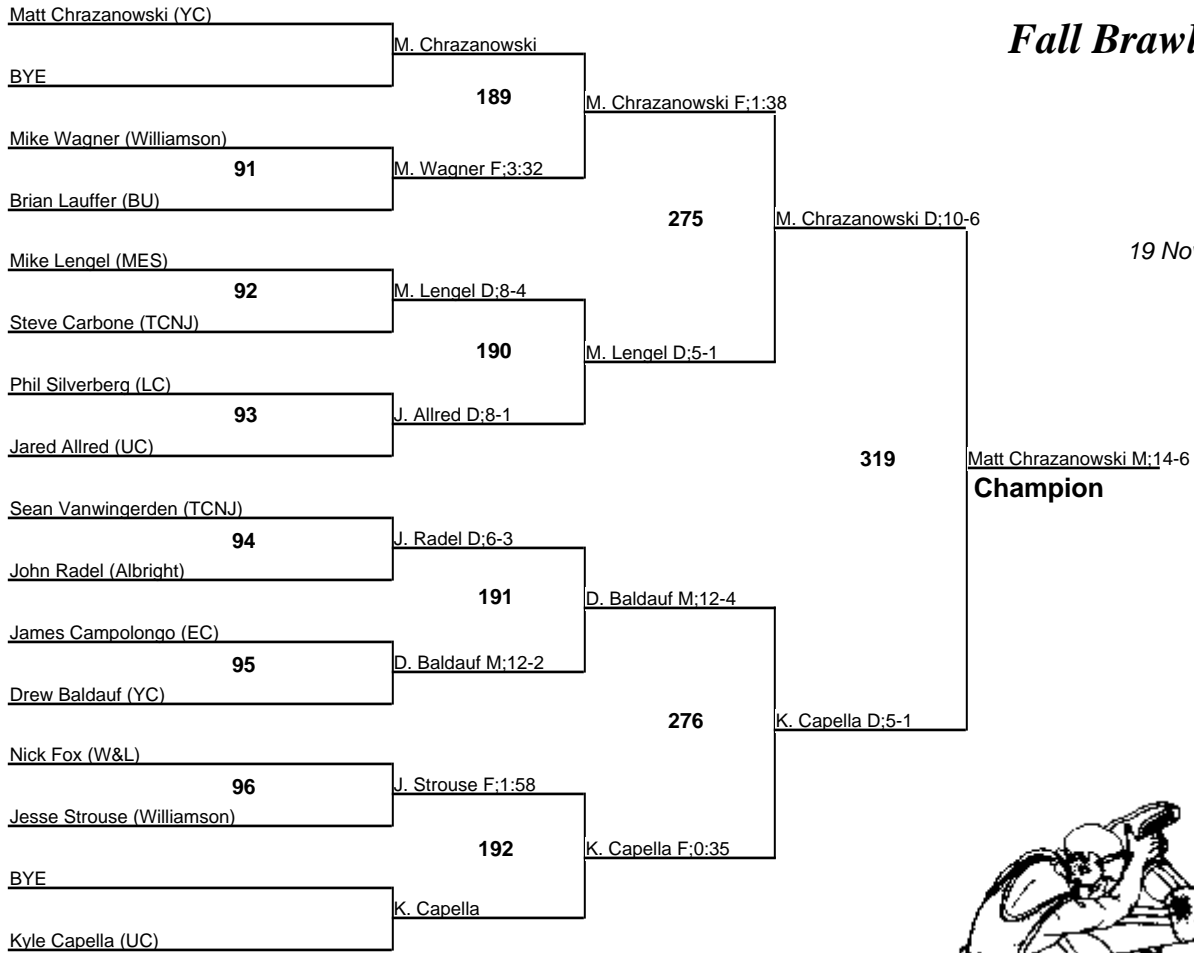 Matt Chrazanowski (YC)
Fall Brawl
M. Chrazanowski
BYE
189
M. Chrazanowski F;1:38
Mike Wagner (Williamson)
91
M. Wagner F;3:32
Brian Lauffer (BU)
275
M. Chrazanowski D;10-6
19 No
Mike Lengel (MES)
92
M. Lengel D;8-4
Steve Carbone (TCNJ)
190
M. Lengel D;5-1
Phil Silverberg (LC)
93
J. Allred D;8-1
Jared Allred (UC)
319
Matt Chrazanowski M;14-6
Champion
Sean Vanwingerden (TCNJ)
94
J. Radel D;6-3
John Radel (Albright)
191
D. Baldauf M;12-4
James Campolongo (EC)
95
D. Baldauf M;12-2
Drew Baldauf (YC)
276
K. Capella D;5-1
Nick Fox (W&L)
96
J. Strouse F;1:58
Jesse Strouse (Williamson)
192
K. Capella F;0:35
BYE
K. Capella
Kyle Capella (UC)